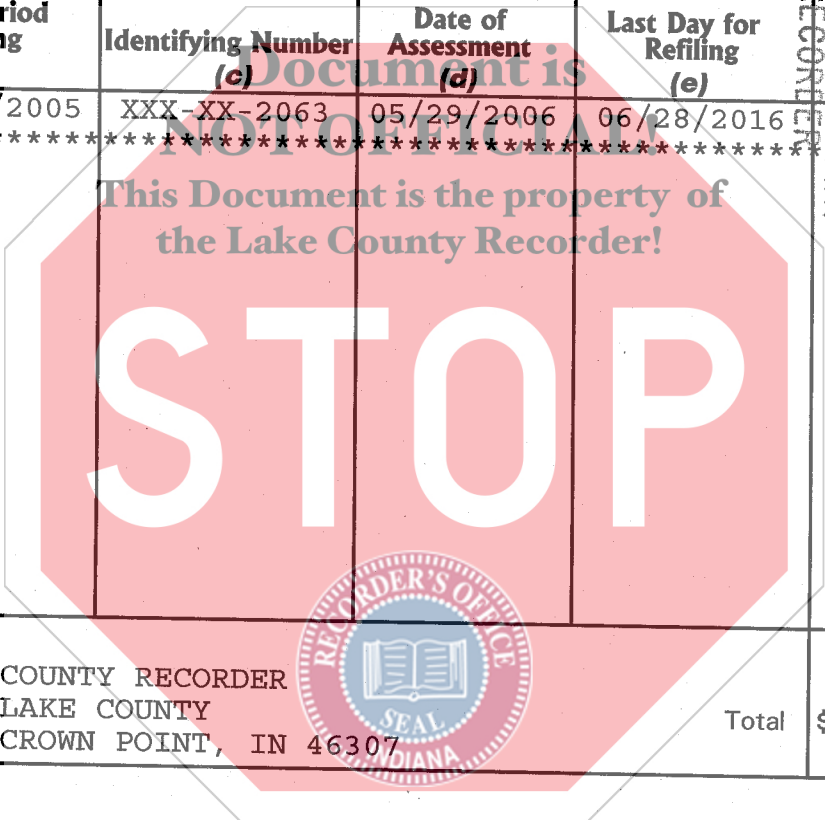 riod
ng
Identifying Number
(c)
Date of
Assessment
(d)
Last Day for
Refiling
(e)
/2005 XXX-XX-2063 05/29/2006 06/28/2016
****************************************************
Document is
NOT OFFICIAL!
This Document is the property of
the Lake County Recorder!
STOP
RECORDER'S OFFICE
SEAL
INDIANA
COUNTY RECORDER
LAKE COUNTY
CROWN POINT, IN 46307
Total $
ECORDER